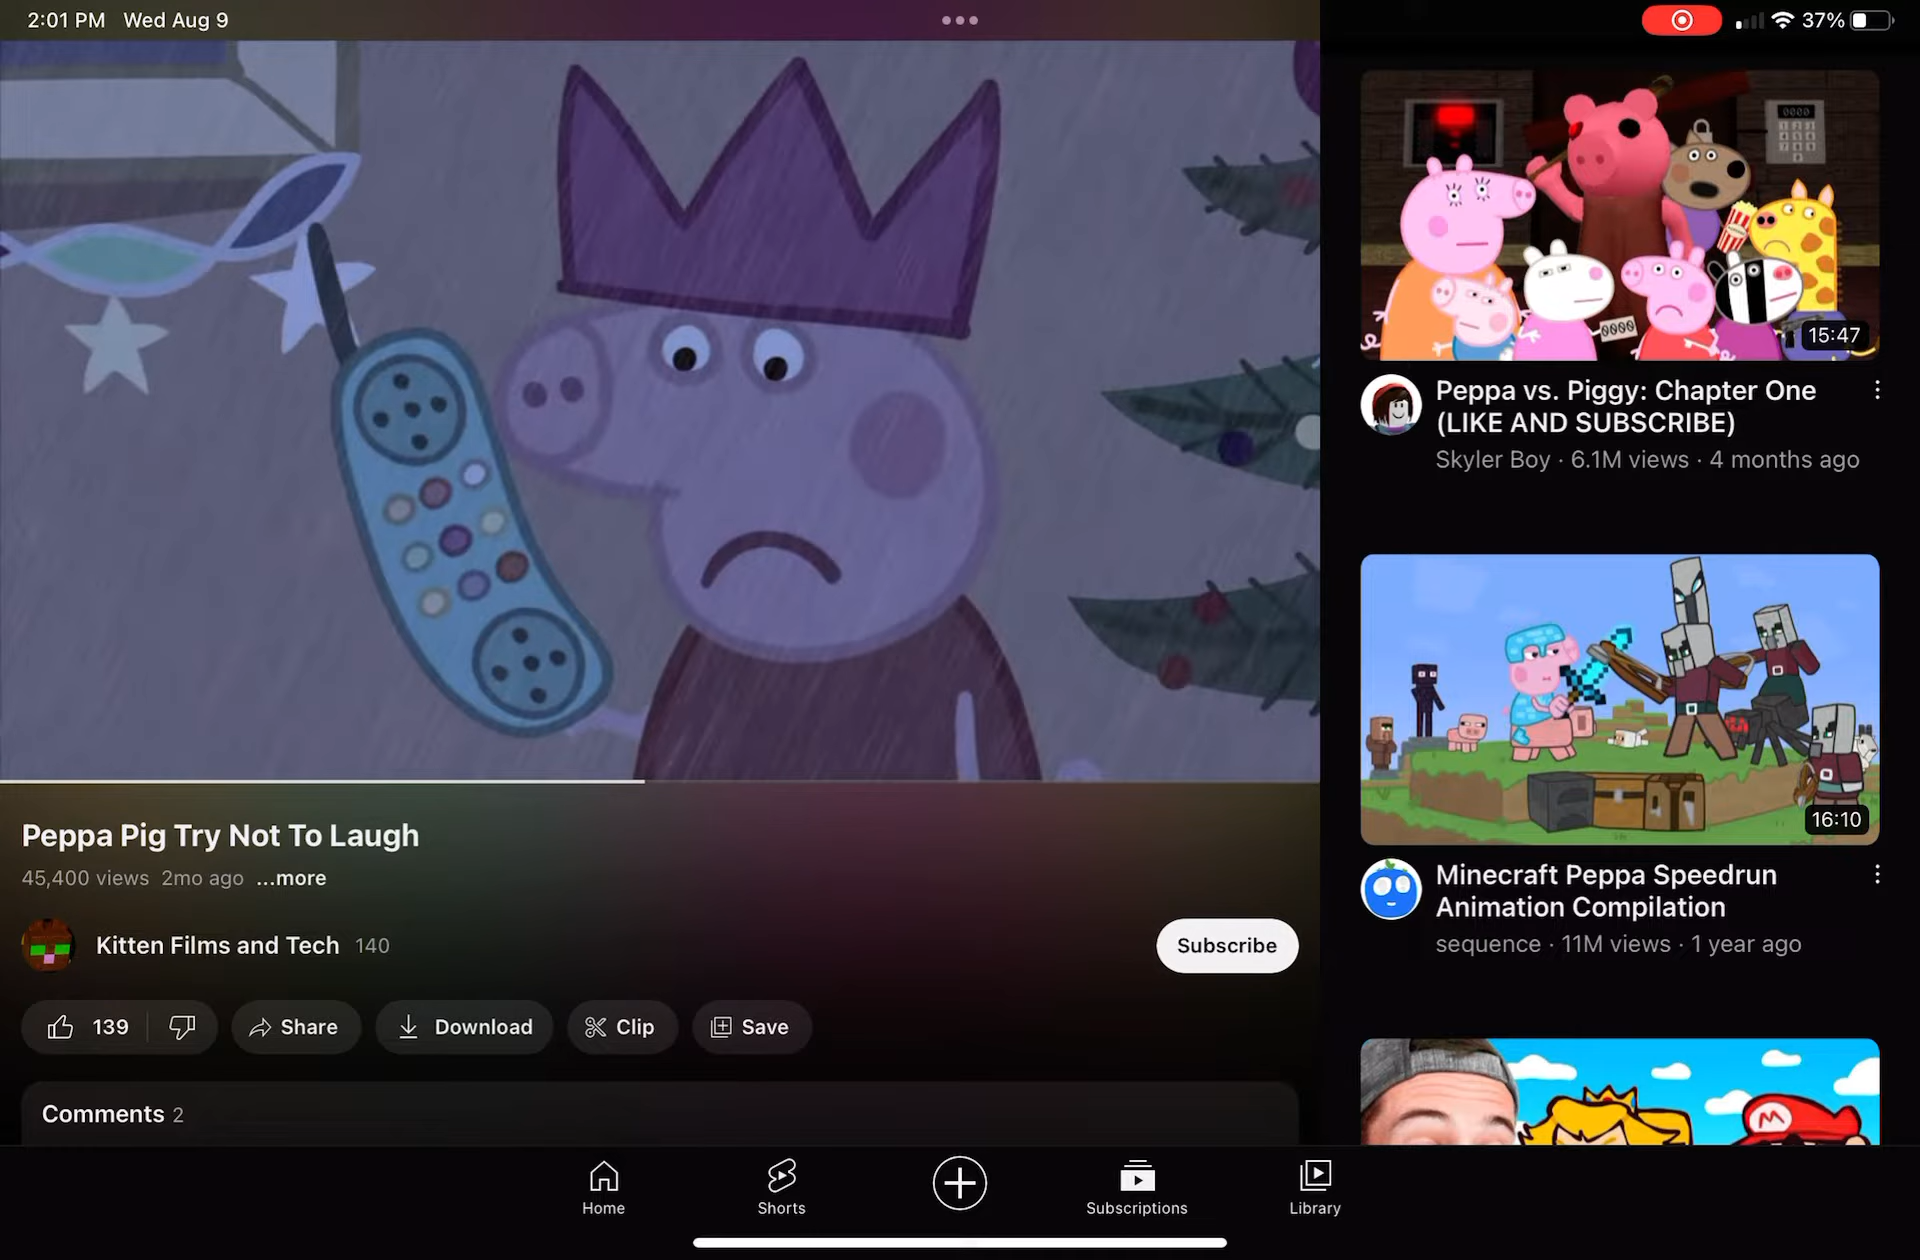 2:01 PM Wed Aug 9
37%
0000
0000
15:47
Peppa vs. Piggy: Chapter One
(LIKE AND SUBSCRIBE)
Skyler Boy · 6.1M views · 4 months ago
16:10
Minecraft Peppa Speedrun
Animation Compilation
sequence · 11M views · 1 year ago
M
Peppa Pig Try Not To Laugh
45,400 views 2mo ago ...more
Kitten Films and Tech 140
Subscribe
139
Share
Download
Clip
Save
Comments 2
Home
Shorts
Subscriptions
Library